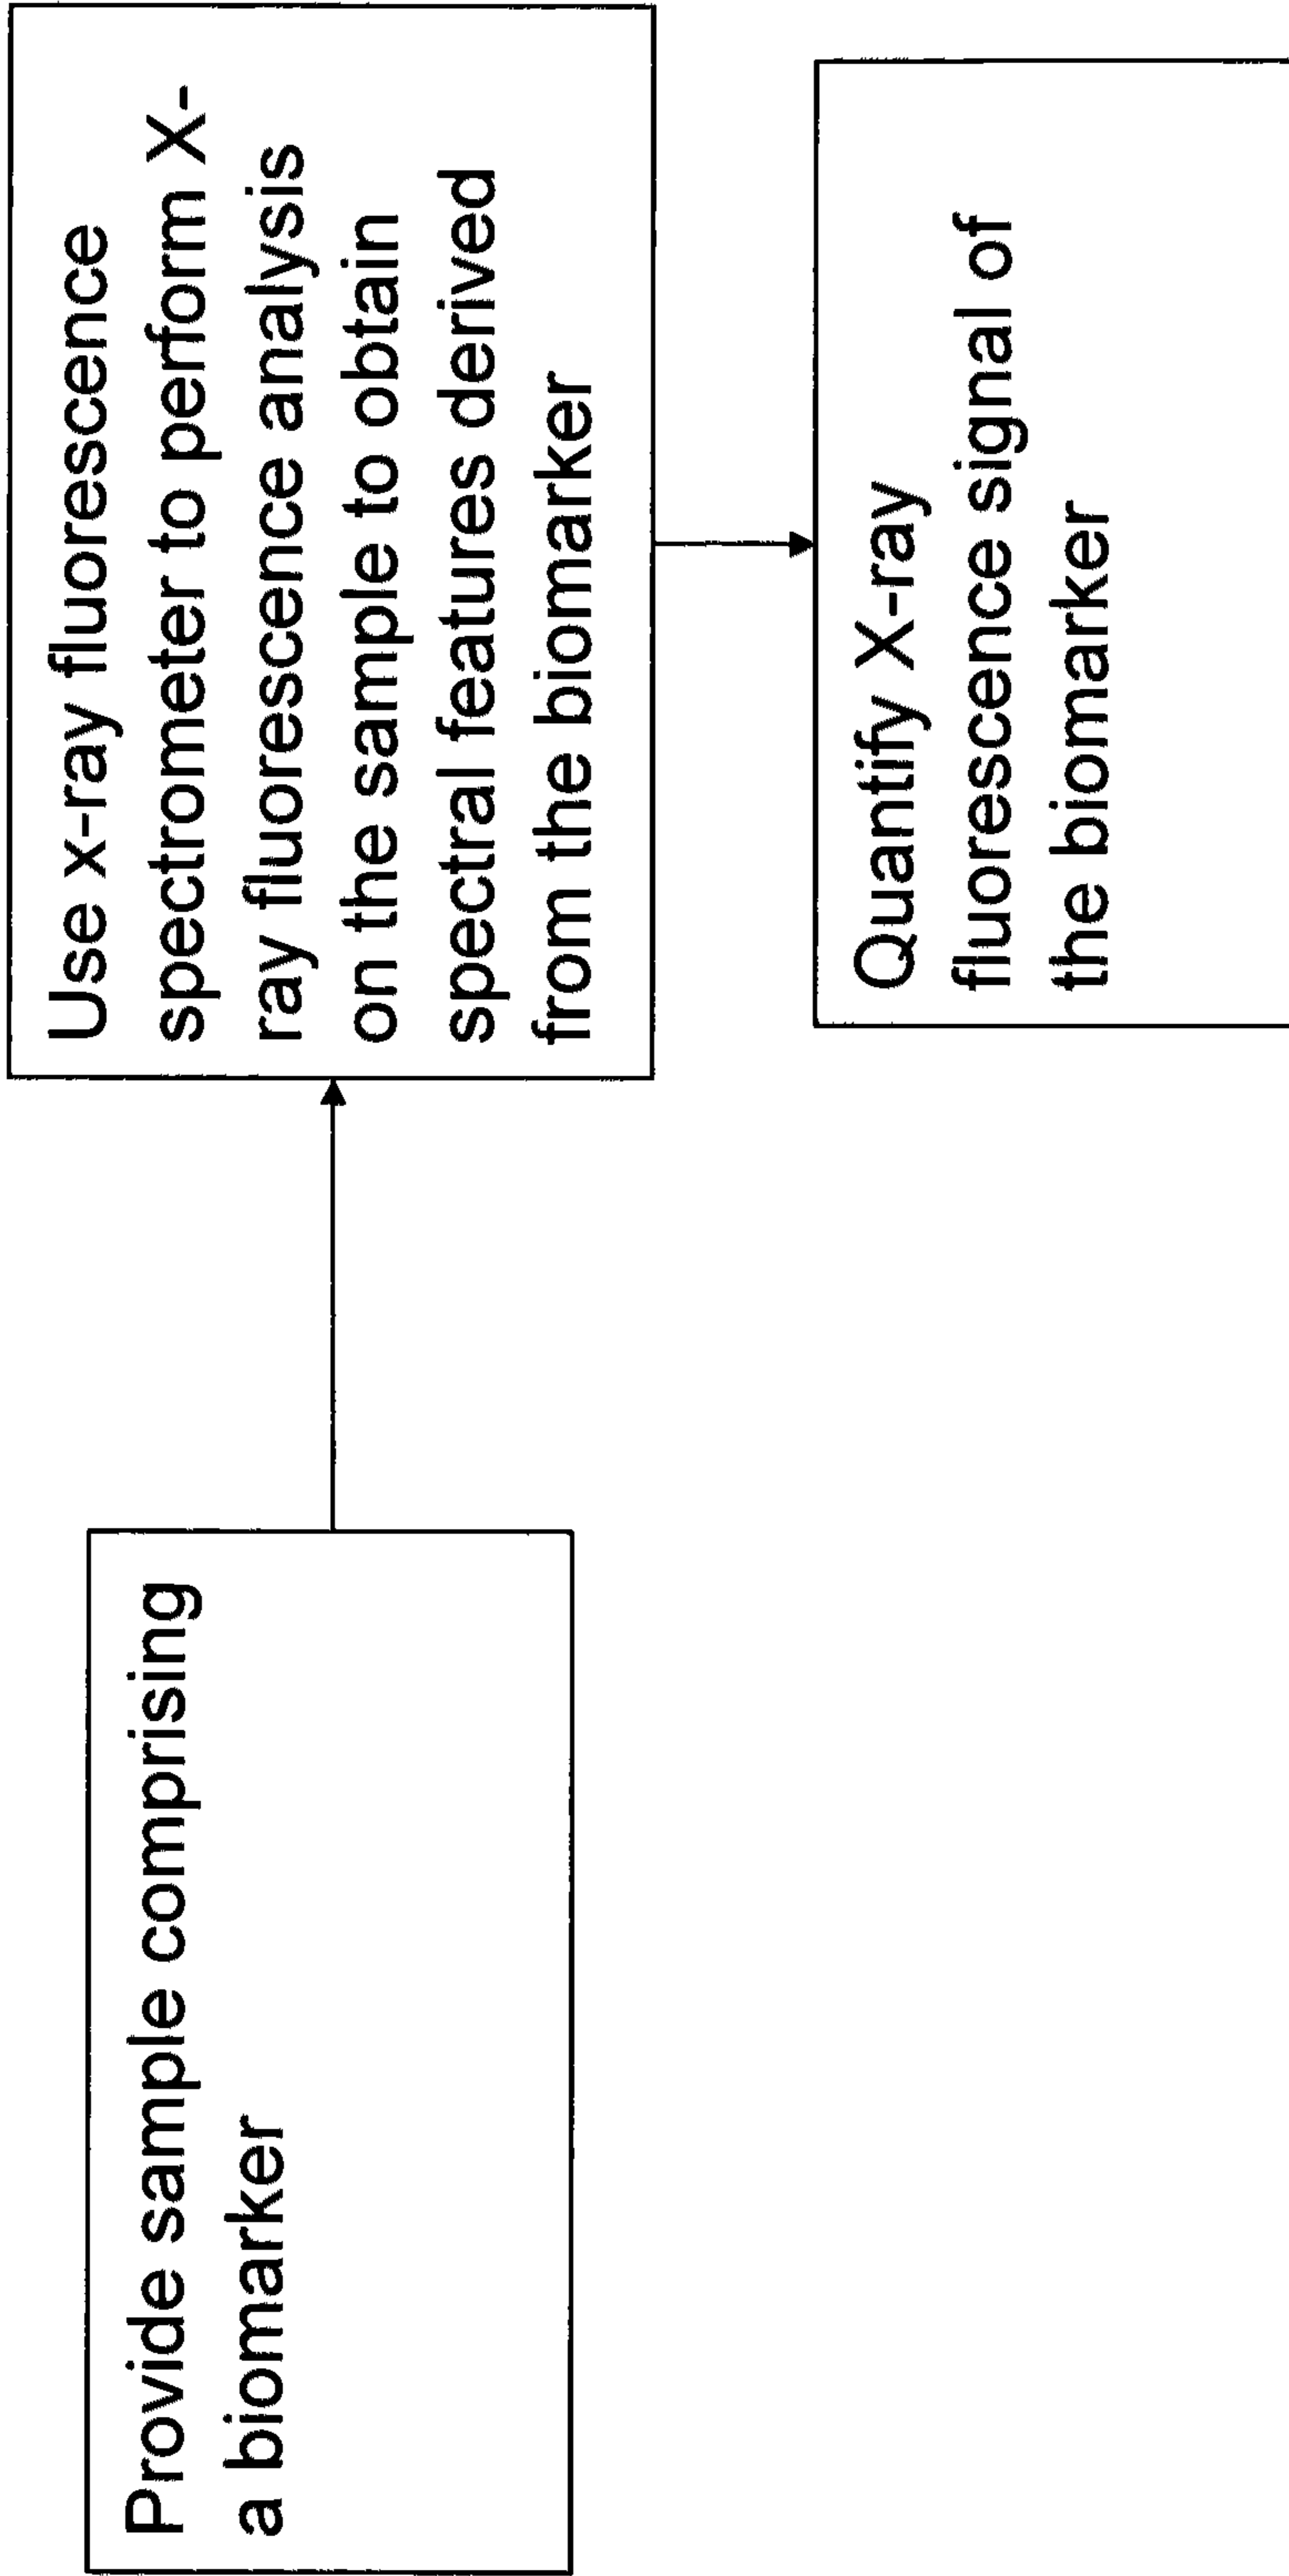 Provide sample comprising
a biomarker
Use x-ray fluorescence
spectrometer to perform X-
ray fluorescence analysis
on the sample to obtain
spectral features derived
from the biomarker
Quantify X-ray
fluorescence signal of
the biomarker